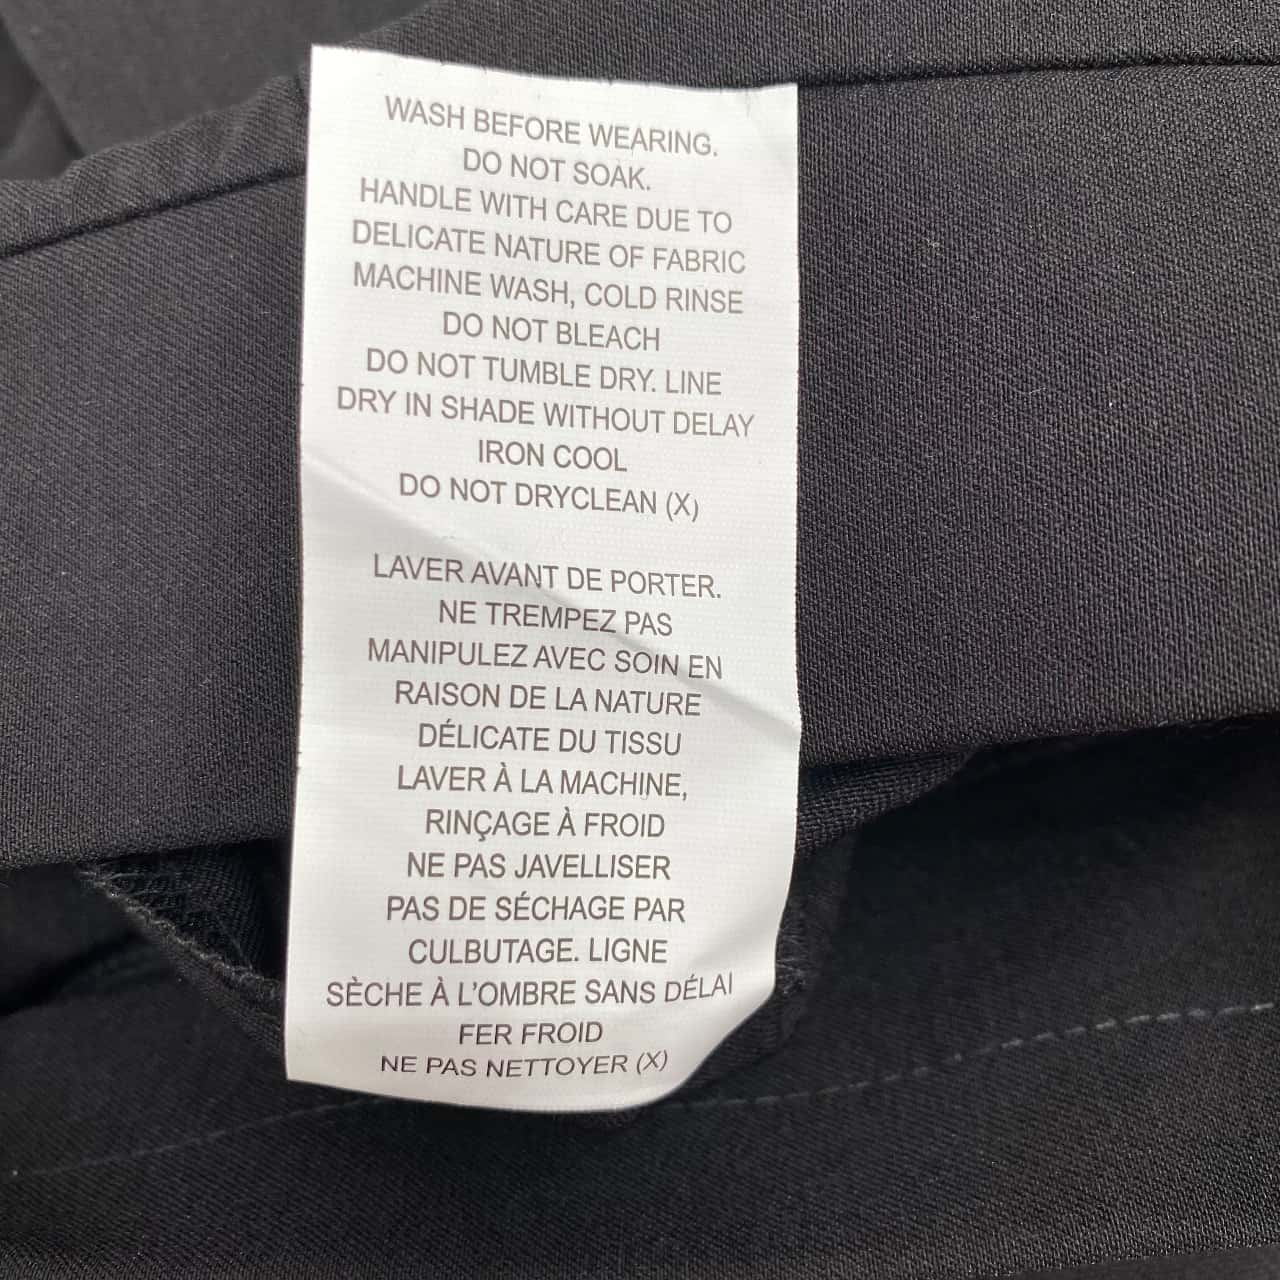 WASH BEFORE WEARING.
DO NOT SOAK.
HANDLE WITH CARE DUE TO
DELICATE NATURE OF FABRIC
MACHINE WASH, COLD RINSE
DO NOT BLEACH
DO NOT TUMBLE DRY. LINE
DRY IN SHADE WITHOUT DELAY
IRON COOL
DO NOT DRYCLEAN (X)
LAVER AVANT DE PORTER.
NE TREMPEZ PAS
MANIPULEZ AVEC SOIN EN
RAISON DE LA NATURE
DÉLICATE DU TISSU
LAVER À LA MACHINE,
RINÇAGE À FROID
NE PAS JAVELLISER
PAS DE SÉCHAGE PAR
CULBUTAGE. LIGNE
SÈCHE À L'OMBRE SANS DÉLAI
FER FROID
NE PAS NETTOYER (X)